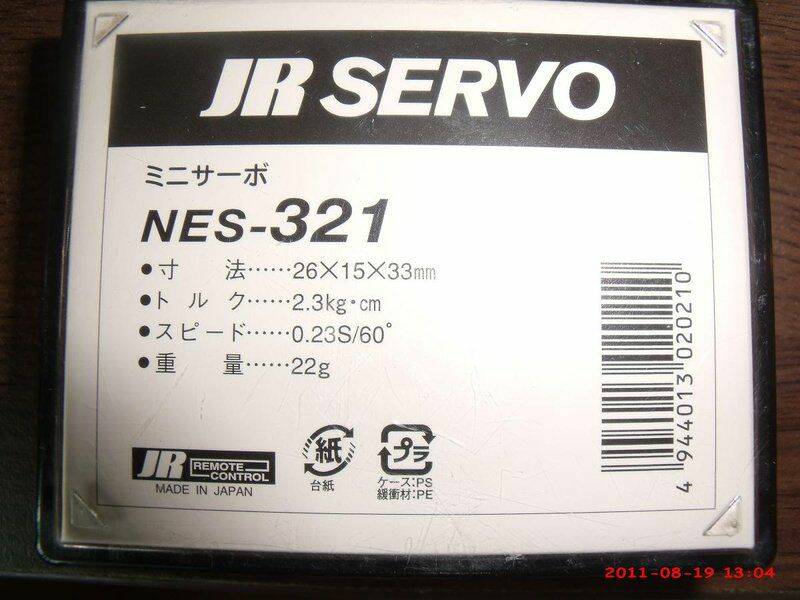 JR SERVO
ミニサーボ
NES-321
●寸 法……26×15×33mm
●トルク……2.3kg・cm
●スピード……0.23S/60°
●重 量……22g
JR REMOTE CONTROL
MADE IN JAPAN
紙
台紙
プラ
ケース:PS
緩衝材:PE
4 944013 020210
2011-08-19 13:04